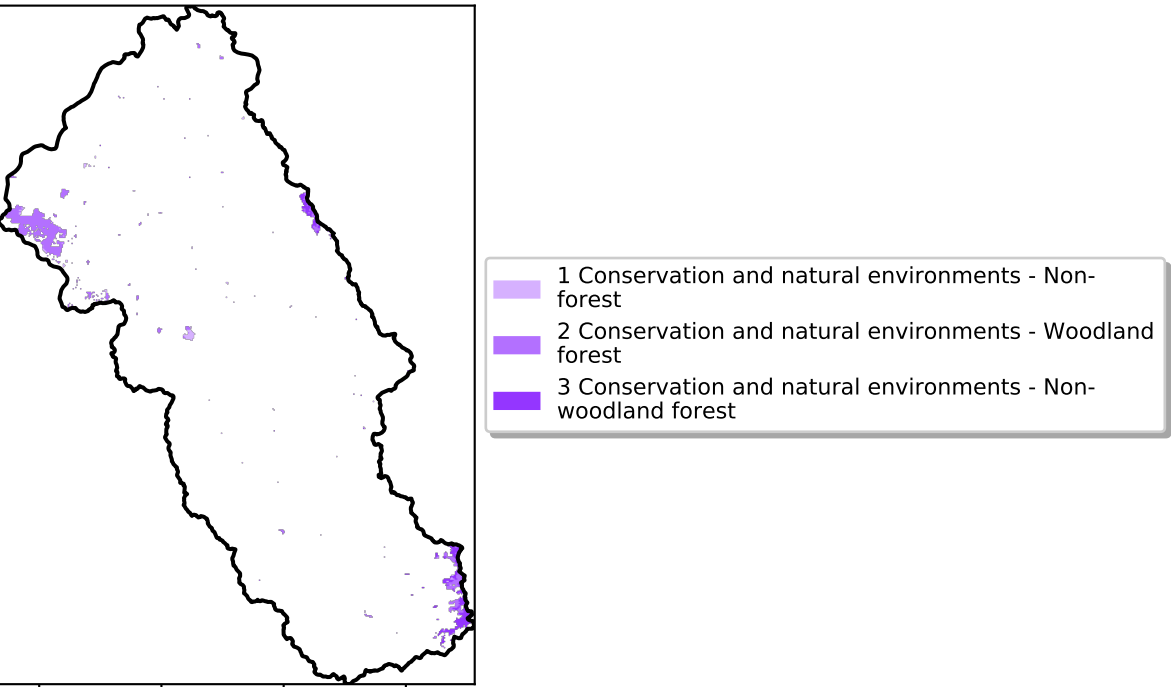 1 Conservation and natural environments - Non-
forest
2 Conservation and natural environments - Woodland
forest
3 Conservation and natural environments - Non-
woodland forest